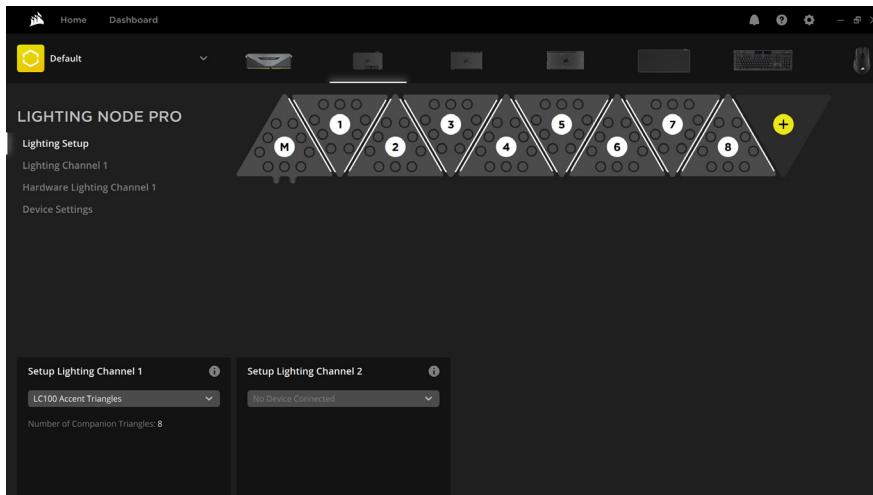 Home Dashboard
Default
LIGHTING NODE PRO
Lighting Setup
Lighting Channel 1
Hardware Lighting Channel 1
Device Settings
M 1 2 3 4 5 6 7 8 +
Setup Lighting Channel 1
LC100 Accent Triangles
Number of Companion Triangles: 8
Setup Lighting Channel 2
No Device Connected